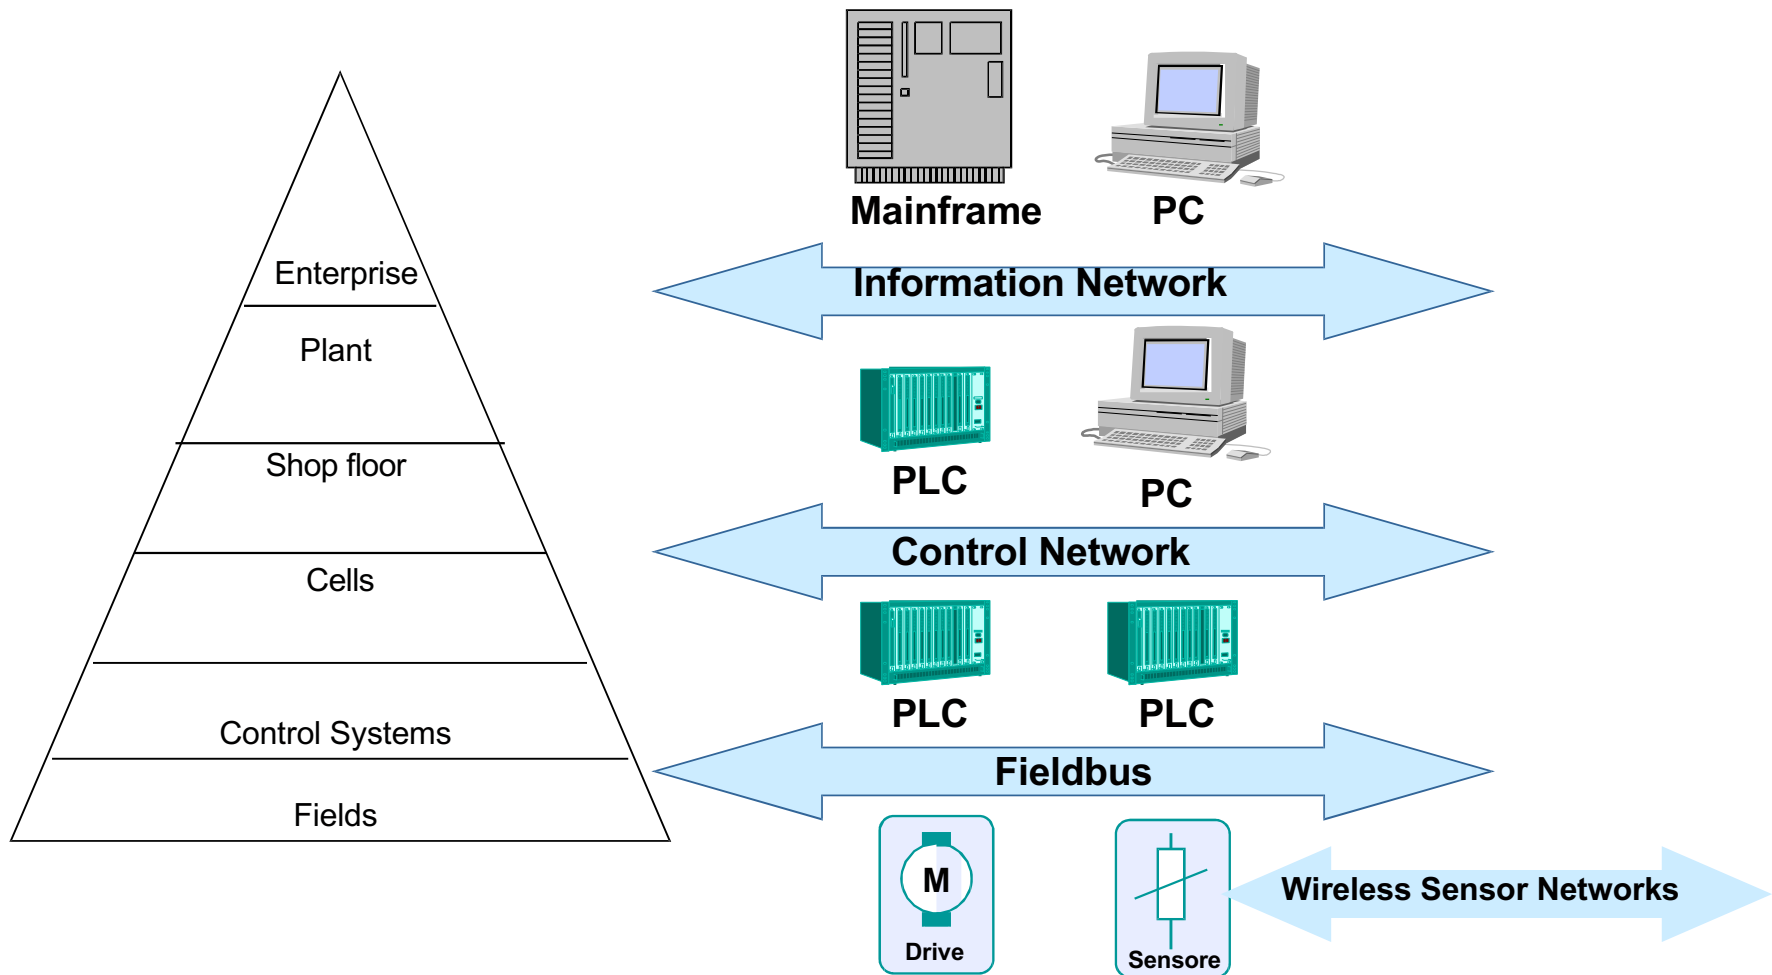 Mainframe
PC
Enterprise
Information Network
Plant
Shop floor
PLC
PC
Control Network
Cells
PLC
PLC
Control Systems
Fieldbus
Fields
M
Drive
Sensore
Wireless Sensor Networks